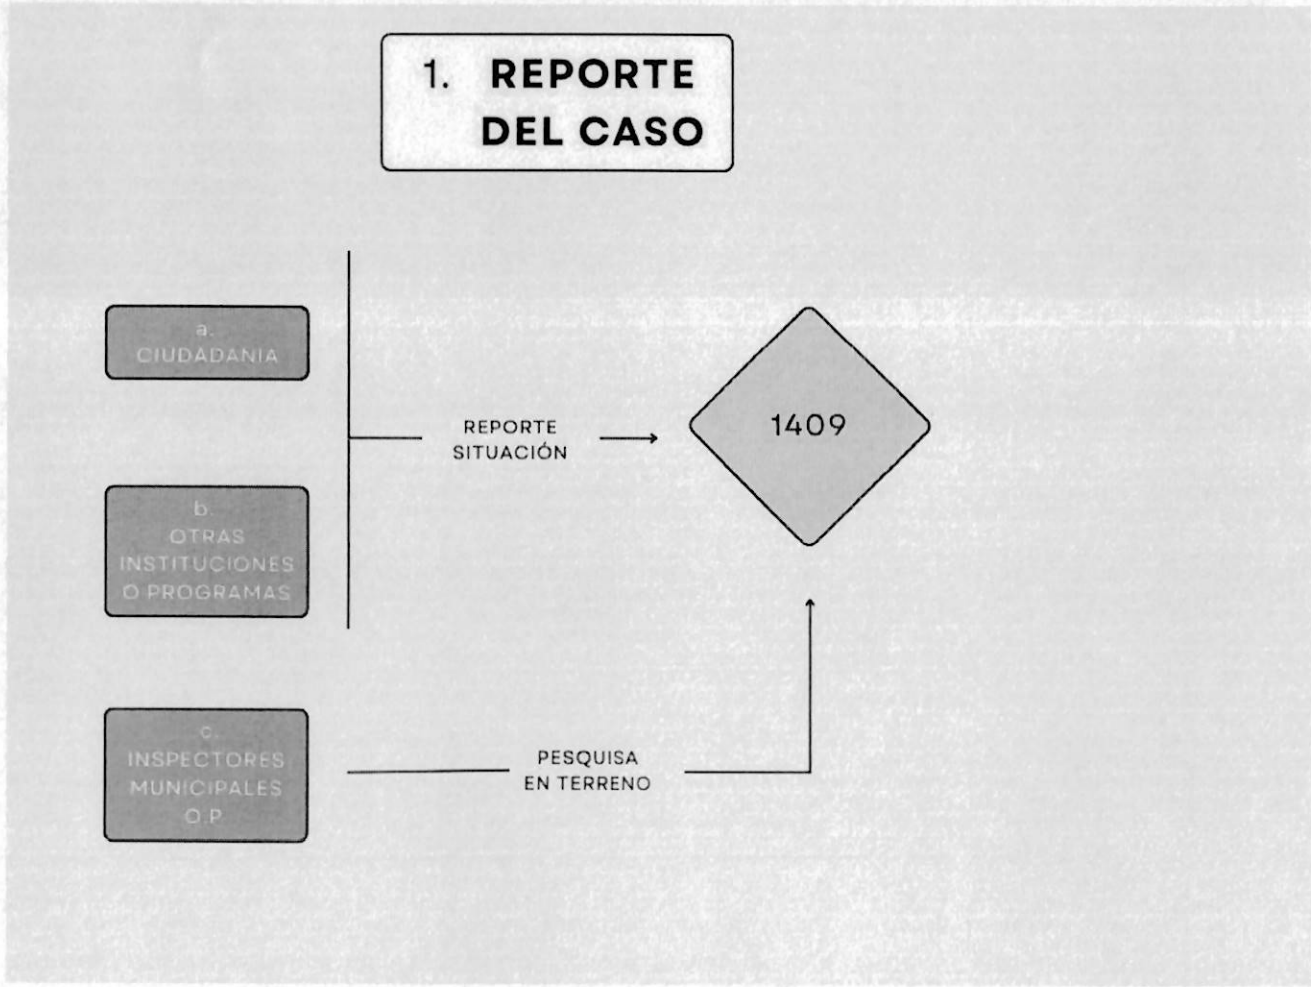 1. REPORTE
DEL CASO
a.
CIUDADANIA
REPORTE
SITUACIÓN
1409
b.
OTRAS
INSTITUCIONES
O PROGRAMAS
c.
INSPECTORES
MUNICIPALES
O.P
PESQUISA
EN TERRENO